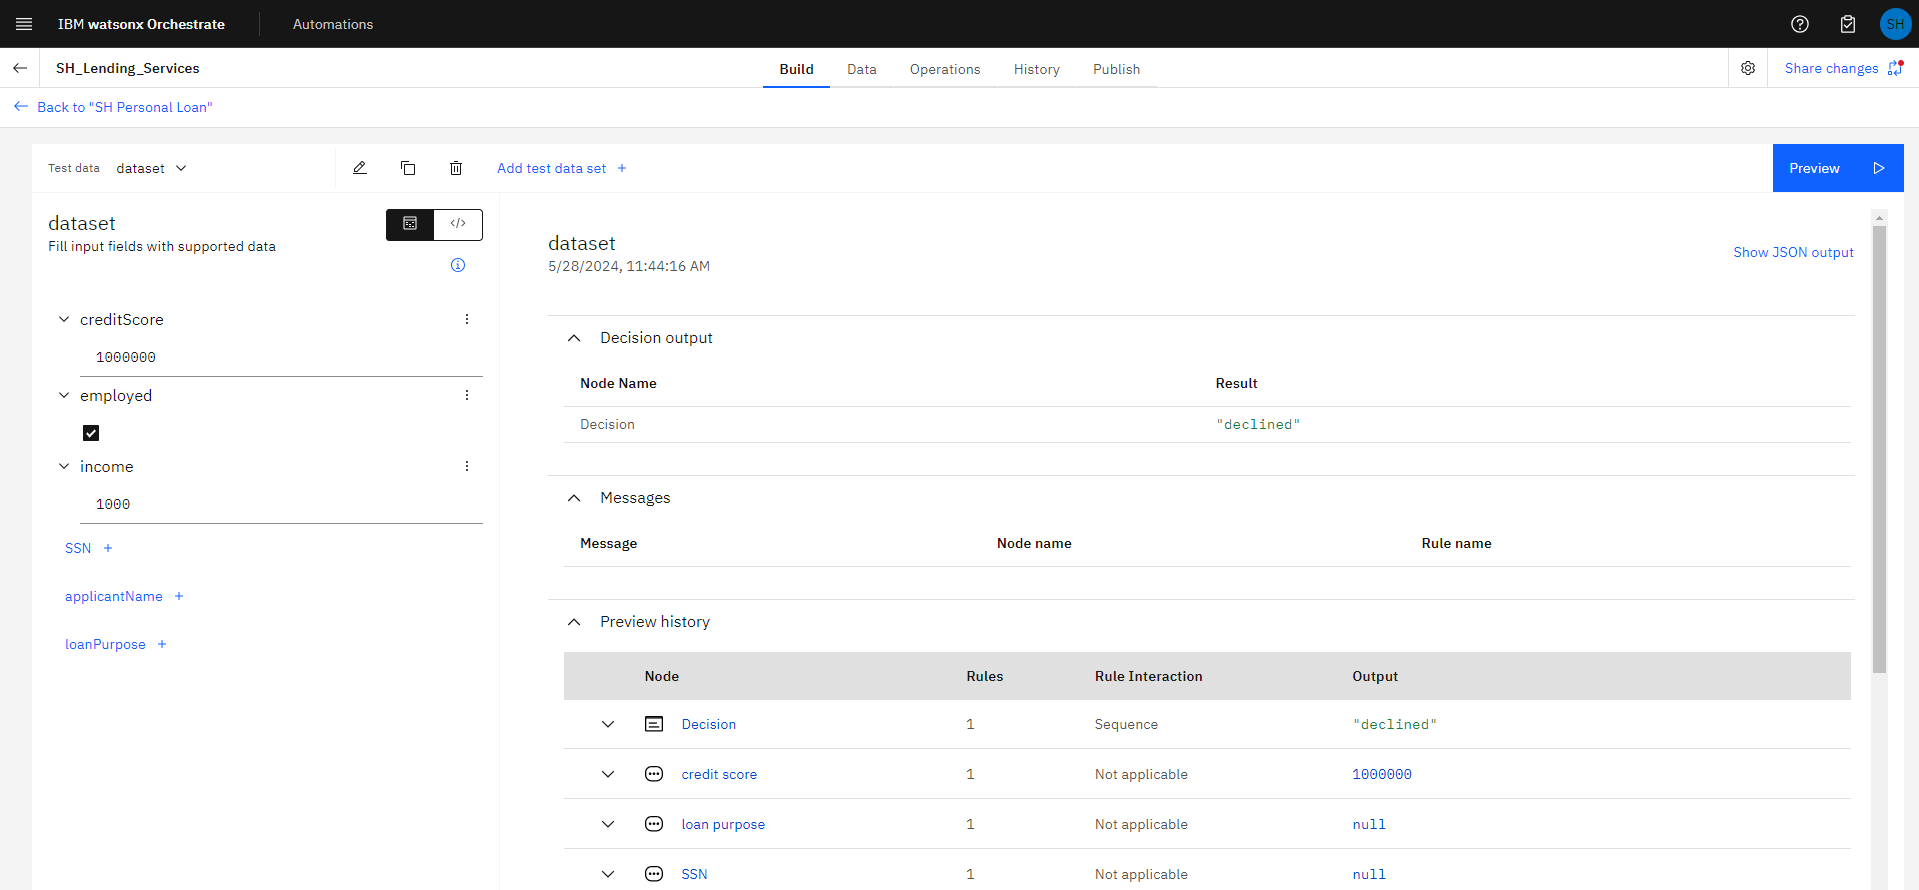 IBM watsonx Orchestrate
Automations
SH
SH_Lending_Services
Build
Data
Operations
History
Publish
Share changes
Back to "SH Personal Loan"
Test data
dataset
Add test data set +
Preview
dataset
Fill input fields with supported data
</>
creditScore
1000000
employed
income
1000
SSN +
applicantName +
loanPurpose +
dataset
5/28/2024, 11:44:16 AM
Show JSON output
Decision output
Node Name Result
Decision "declined"
Messages
Message Node name Rule name
Preview history
Node Rules Rule Interaction Output
Decision 1 Sequence "declined"
credit score 1 Not applicable 1000000
loan purpose 1 Not applicable null
SSN 1 Not applicable null